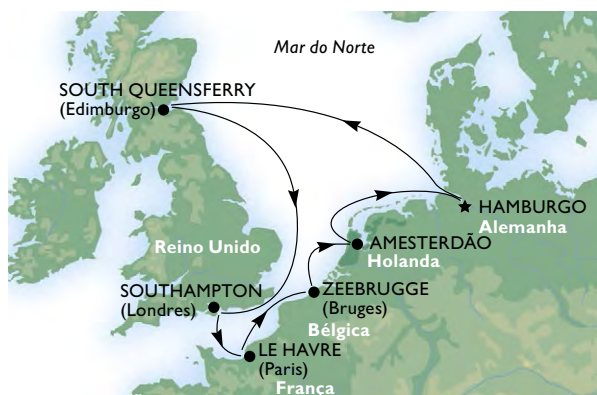 Mar do Norte
SOUTH QUEENSFERRY
(Edimburgo)
HAMBURGO
Alemanha
AMESTERDÃO
Holanda
Reino Unido
ZEEBRUGGE
(Bruges)
Bélgica
SOUTHAMPTON
(Londres)
LE HAVRE
(Paris)
França